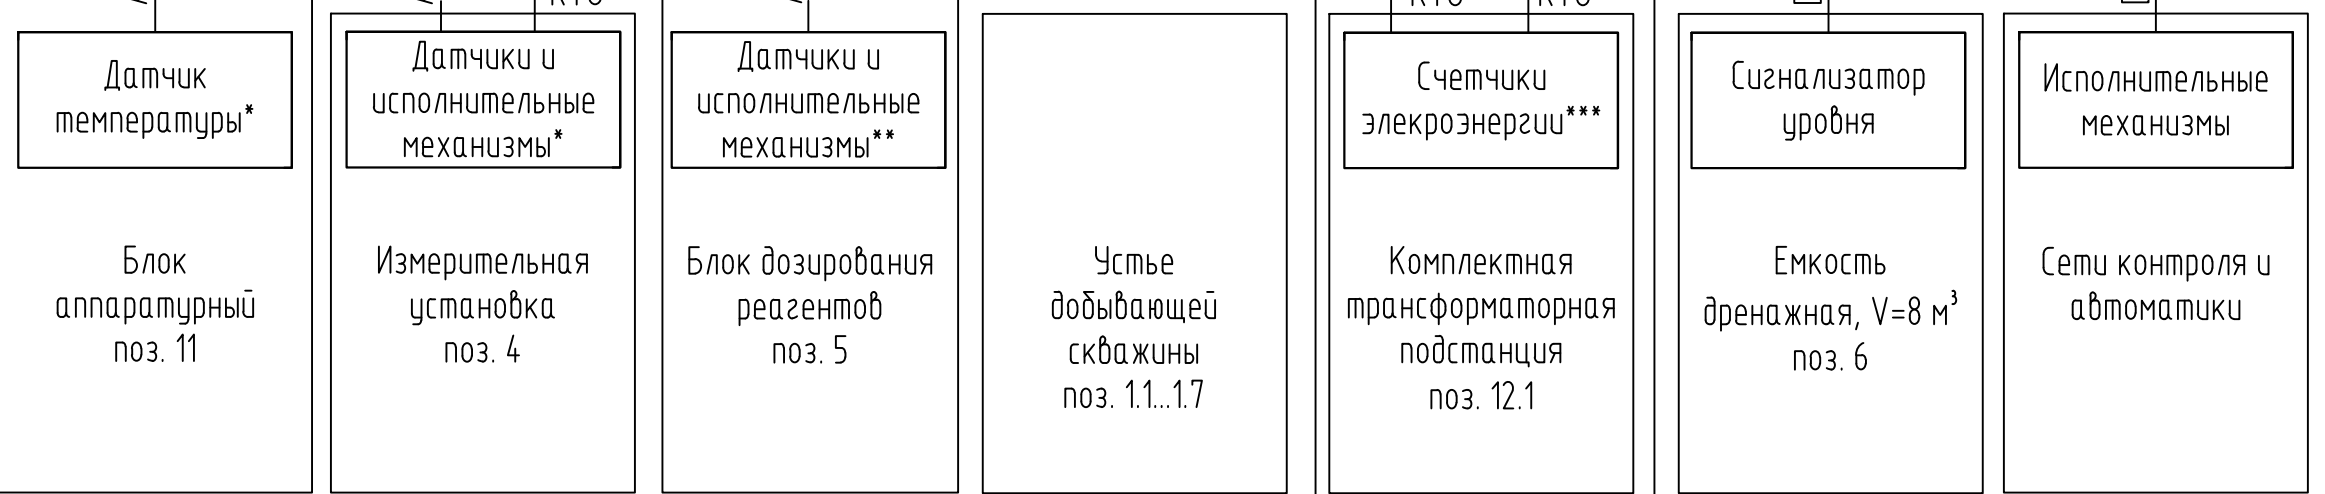 Датчик
температуры*
Блок
аппаратурный
поз. 11
Датчики и
исполнительные
механизмы*
Измерительная
установка
поз. 4
Датчики и
исполнительные
механизмы**
Блок дозирования
реагентов
поз. 5
Устье
добывающей
скважины
поз. 1.1...1.7
Счетчики
элекроэнергии***
Комплектная
трансформаторная
подстанция
поз. 12.1
Сигнализатор
уровня
Емкость
дренажная, V=8 м³
поз. 6
Исполнительные
механизмы
Сети контроля и
автоматики